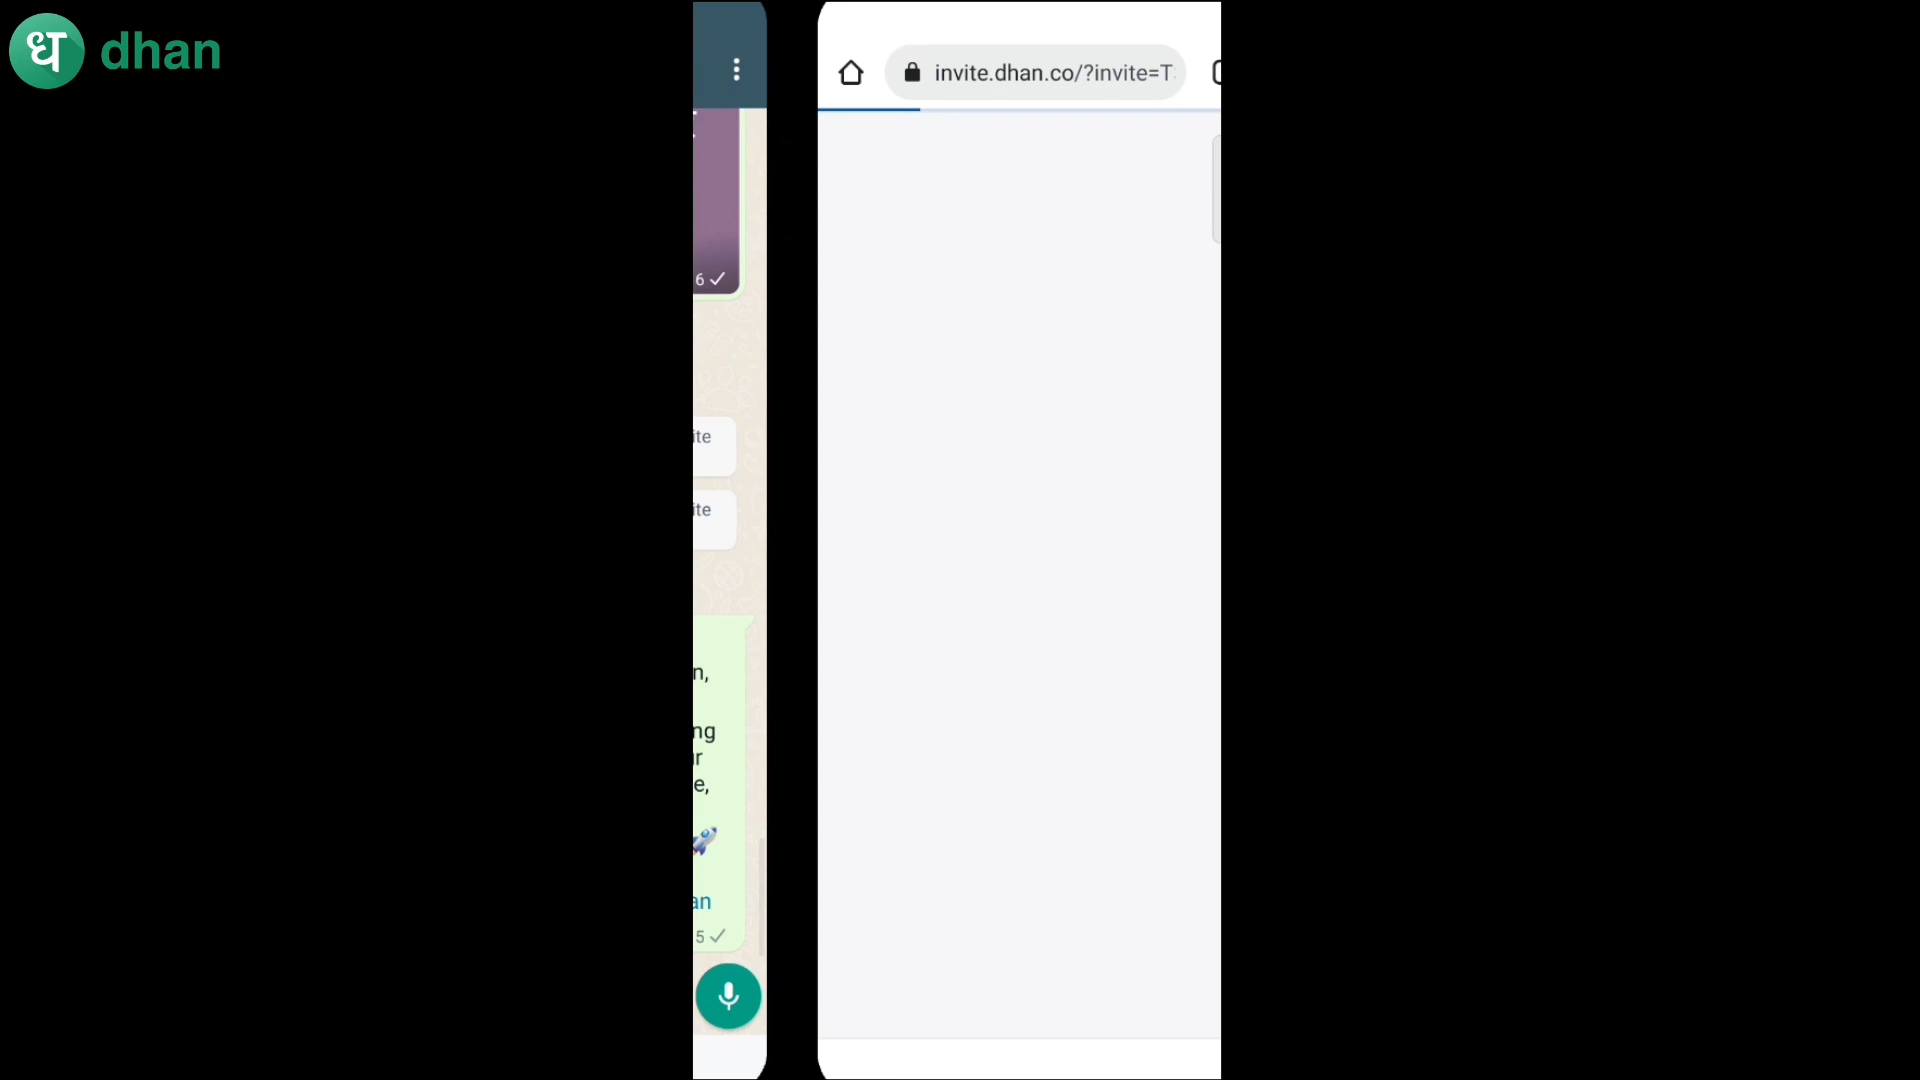 ध dhan
invite.dhan.co/?invite=T
6
ite
ite
n,
ng
r
e,
an
5